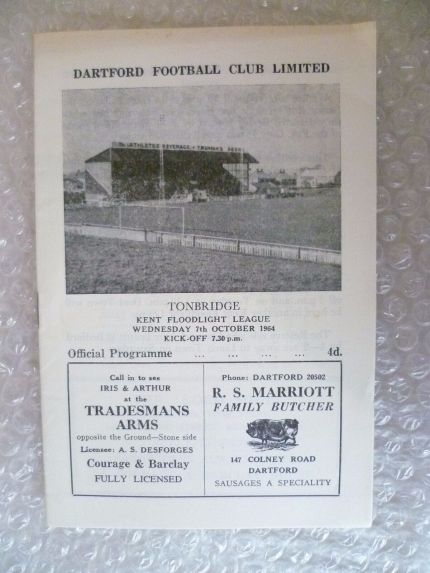 DARTFORD FOOTBALL CLUB LIMITED
TONBRIDGE
KENT FLOODLIGHT LEAGUE
WEDNESDAY 7th OCTOBER 1964
KICK-OFF 7.30 p.m.
Official Programme ... ... ... ... 4d.
Call in to see
IRIS & ARTHUR
at the
TRADESMANS
ARMS
opposite the Ground—Stone side
Licensee: A. S. DESFORGES
Courage & Barclay
FULLY LICENSED
Phone: DARTFORD 20502
R. S. MARRIOTT
FAMILY BUTCHER
147 COLNEY ROAD
DARTFORD
SAUSAGES A SPECIALITY